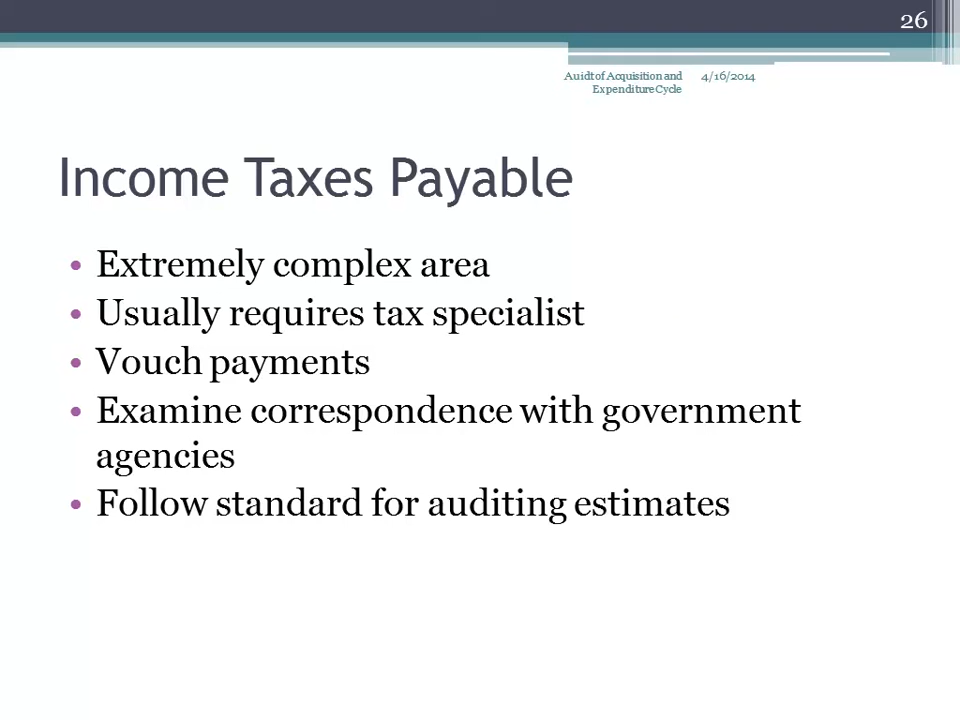 26
Auidt of Acquisition and
Expenditure Cycle
4/16/2014
Income Taxes Payable
• Extremely complex area
• Usually requires tax specialist
• Vouch payments
• Examine correspondence with government
agencies
• Follow standard for auditing estimates